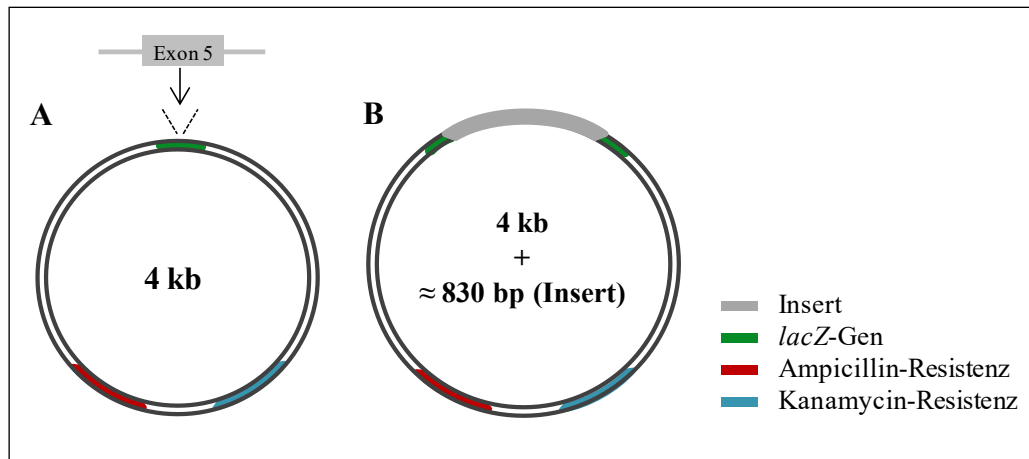 Exon 5
A
B
4 kb
4 kb
+
≈ 830 bp (Insert)
Insert
lacZ-Gen
Ampicillin-Resistenz
Kanamycin-Resistenz